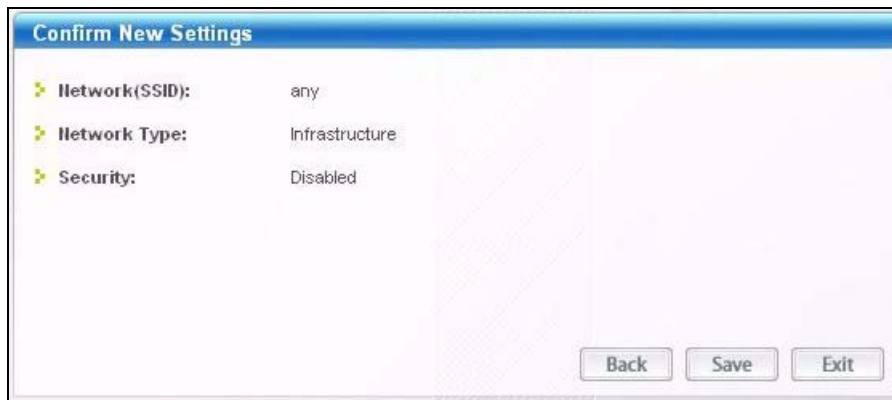 Confirm New Settings
Network(SSID): any
Network Type: Infrastructure
Security: Disabled
Back Save Exit